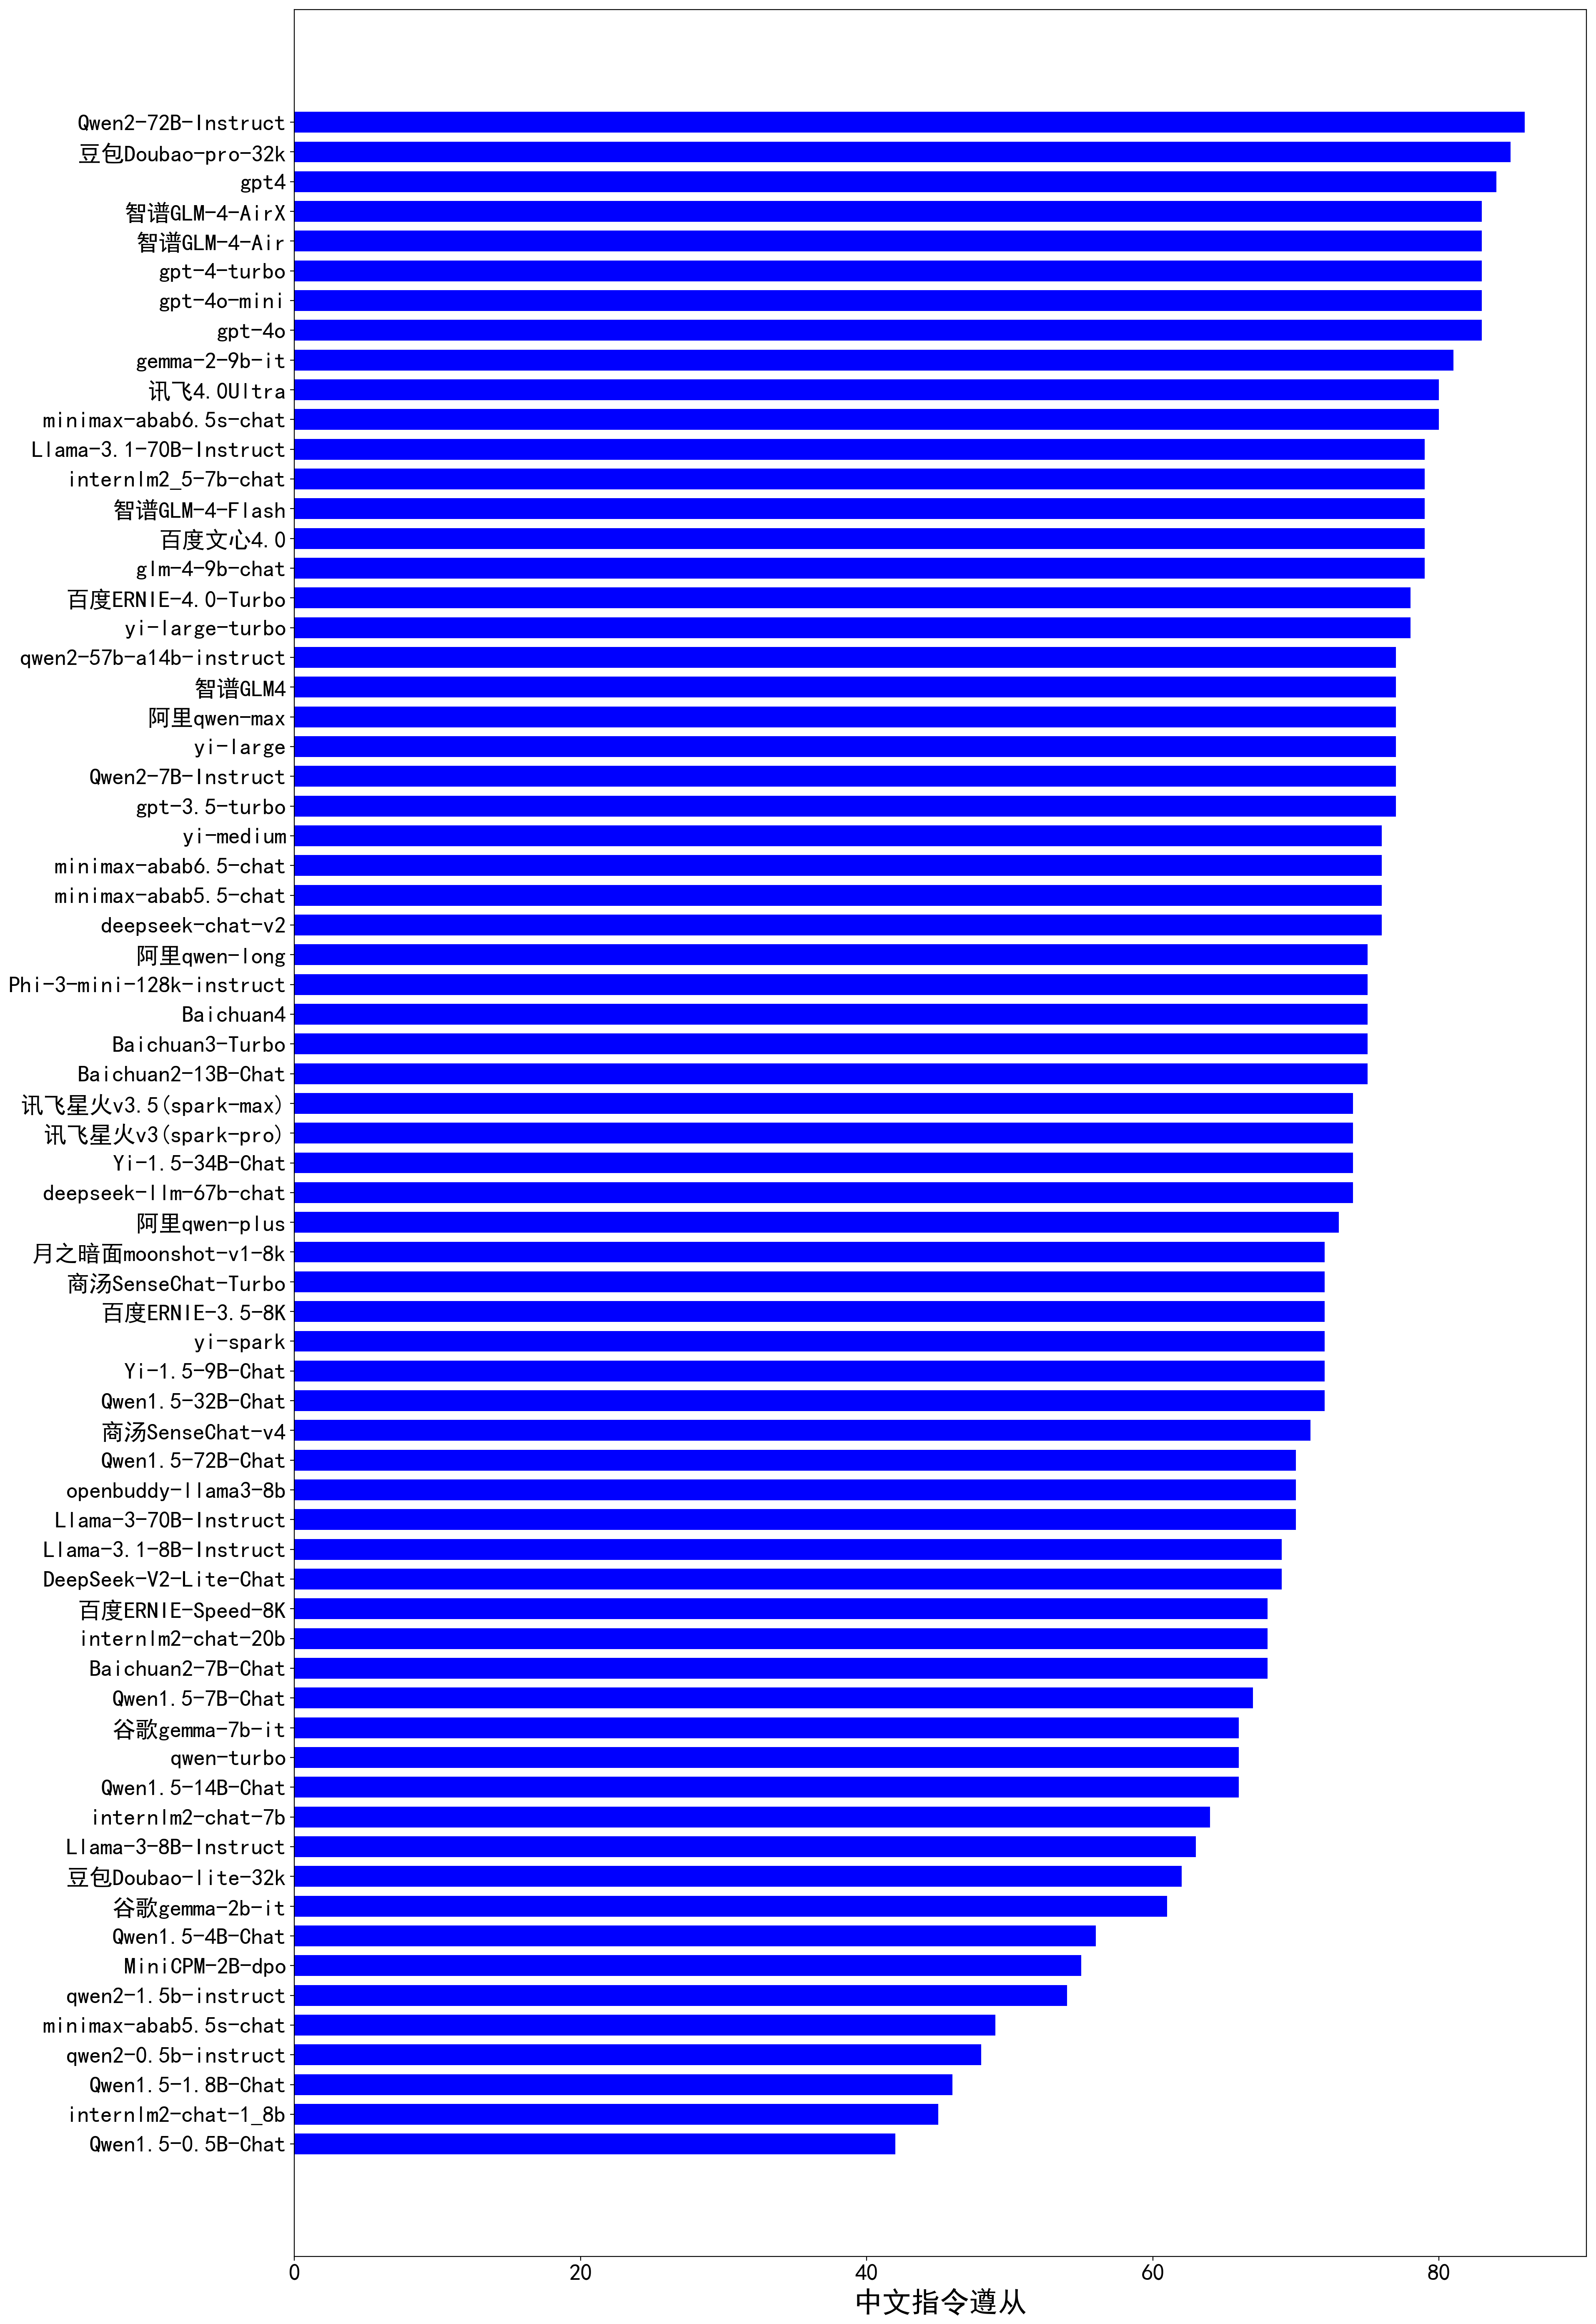 Qwen2-72B-Instruct
豆包Doubao-pro-32k
gpt4
智谱GLM-4-AirX
智谱GLM-4-Air
gpt-4-turbo
gpt-4o-mini
gpt-4o
gemma-2-9b-it
讯飞4.0Ultra
minimax-abab6.5s-chat
Llama-3.1-70B-Instruct
internlm2_5-7b-chat
智谱GLM-4-Flash
百度文心4.0
glm-4-9b-chat
百度ERNIE-4.0-Turbo
yi-large-turbo
qwen2-57b-a14b-instruct
智谱GLM4
阿里qwen-max
yi-large
Qwen2-7B-Instruct
gpt-3.5-turbo
yi-medium
minimax-abab6.5-chat
minimax-abab5.5-chat
deepseek-chat-v2
阿里qwen-long
Phi-3-mini-128k-instruct
Baichuan4
Baichuan3-Turbo
Baichuan2-13B-Chat
讯飞星火v3.5(spark-max)
讯飞星火v3(spark-pro)
Yi-1.5-34B-Chat
deepseek-llm-67b-chat
阿里qwen-plus
月之暗面moonshot-v1-8k
商汤SenseChat-Turbo
百度ERNIE-3.5-8K
yi-spark
Yi-1.5-9B-Chat
Qwen1.5-32B-Chat
商汤SenseChat-v4
Qwen1.5-72B-Chat
openbuddy-llama3-8b
Llama-3-70B-Instruct
Llama-3.1-8B-Instruct
DeepSeek-V2-Lite-Chat
百度ERNIE-Speed-8K
internlm2-chat-20b
Baichuan2-7B-Chat
Qwen1.5-7B-Chat
谷歌gemma-7b-it
qwen-turbo
Qwen1.5-14B-Chat
internlm2-chat-7b
Llama-3-8B-Instruct
豆包Doubao-lite-32k
谷歌gemma-2b-it
Qwen1.5-4B-Chat
MiniCPM-2B-dpo
qwen2-1.5b-instruct
minimax-abab5.5s-chat
qwen2-0.5b-instruct
Qwen1.5-1.8B-Chat
internlm2-chat-1_8b
Qwen1.5-0.5B-Chat
0 20 40 60 80
中文指令遵从